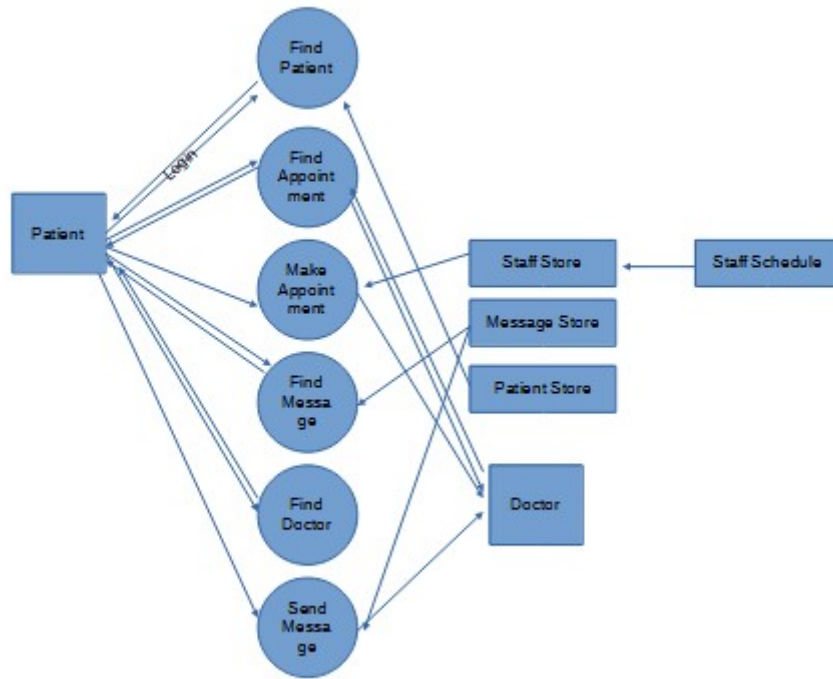 Find
Patient
Login
Find
Appoint
ment
Patient
Staff Store
Staff Schedule
Make
Appoint
ment
Message Store
Find
Messa
ge
Patient Store
Find
Doctor
Doctor
Send
Messa
ge